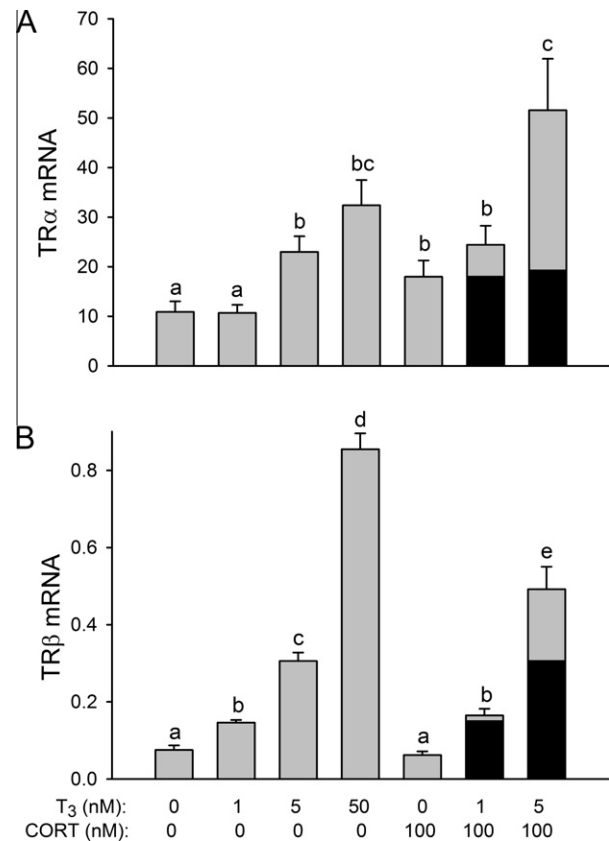 A
TRα mRNA
70
60
50
40
30
20
10
0
a
a
b
bc
b
b
c
B
TRβ mRNA
0.8
0.6
0.4
0.2
0.0
a
b
c
d
a
b
e
T3 (nM): 0 1 5 50 0 1 5
CORT (nM): 0 0 0 0 100 100 100